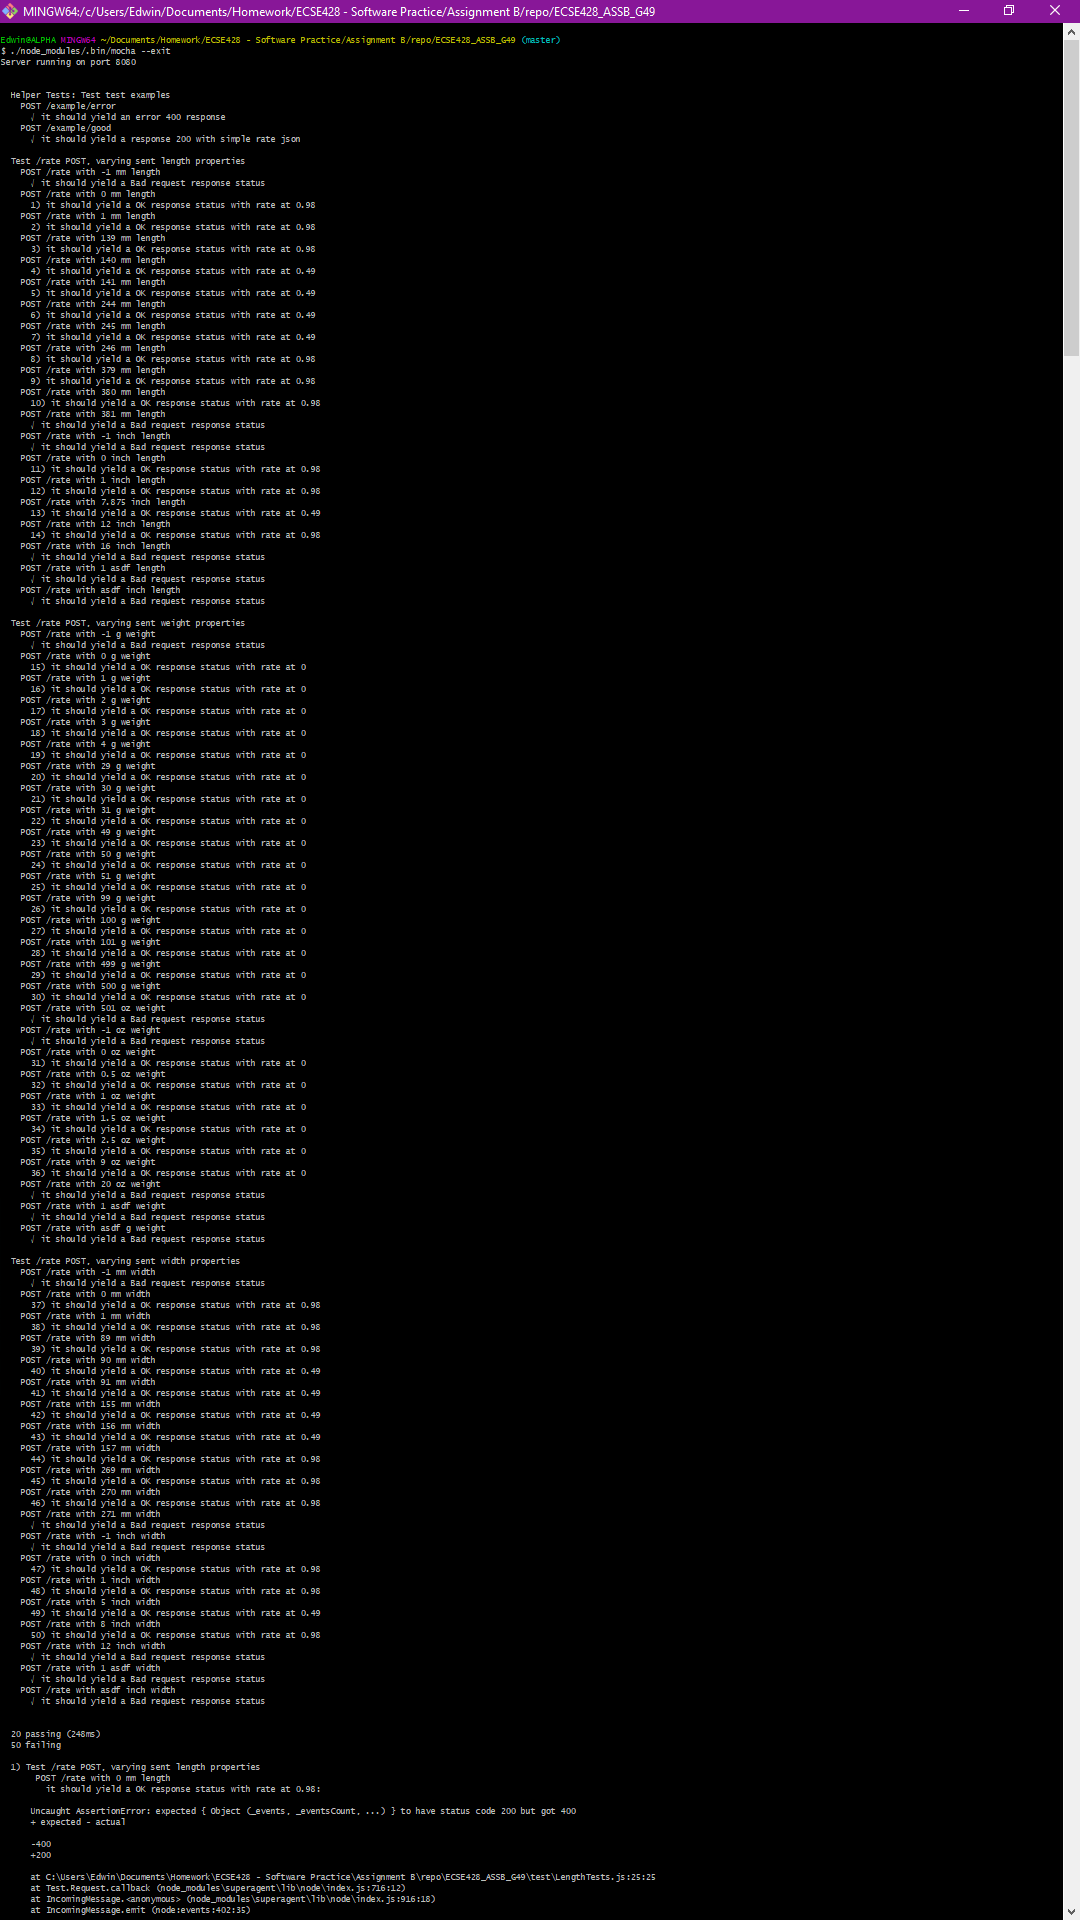 MINGW64:/c/Users/Edwin/Documents/Homework/ECSE428 - Software Practice/Assignment B/repo/ECSE428_ASSB_G49
Edwin@ALPHA MINGW64 ~/Documents/Homework/ECSE428 - Software Practice/Assignment B/repo/ECSE428_ASSB_G49 (master)
$ ./node_modules/.bin/mocha --exit
Server running on port 8080
Helper Tests: Test test examples
POST /example/error
√ it should yield an error 400 response
POST /example/good
√ it should yield a response 200 with simple rate json
Test /rate POST, varying sent length properties
POST /rate with -1 mm length
√ it should yield a Bad request response status
POST /rate with 0 mm length
1) it should yield a OK response status with rate at 0.98
POST /rate with 1 mm length
2) it should yield a OK response status with rate at 0.98
POST /rate with 139 mm length
3) it should yield a OK response status with rate at 0.98
POST /rate with 140 mm length
4) it should yield a OK response status with rate at 0.49
POST /rate with 141 mm length
5) it should yield a OK response status with rate at 0.49
POST /rate with 244 mm length
6) it should yield a OK response status with rate at 0.49
POST /rate with 245 mm length
7) it should yield a OK response status with rate at 0.49
POST /rate with 246 mm length
8) it should yield a OK response status with rate at 0.98
POST /rate with 379 mm length
9) it should yield a OK response status with rate at 0.98
POST /rate with 380 mm length
10) it should yield a OK response status with rate at 0.98
POST /rate with 381 mm length
√ it should yield a Bad request response status
POST /rate with -1 inch length
√ it should yield a Bad request response status
POST /rate with 0 inch length
11) it should yield a OK response status with rate at 0.98
POST /rate with 1 inch length
12) it should yield a OK response status with rate at 0.98
POST /rate with 7.875 inch length
13) it should yield a OK response status with rate at 0.49
POST /rate with 12 inch length
14) it should yield a OK response status with rate at 0.98
POST /rate with 16 inch length
√ it should yield a Bad request response status
POST /rate with 1 asdf length
√ it should yield a Bad request response status
POST /rate with asdf inch length
√ it should yield a Bad request response status
Test /rate POST, varying sent weight properties
POST /rate with -1 g weight
√ it should yield a Bad request response status
POST /rate with 0 g weight
15) it should yield a OK response status with rate at 0
POST /rate with 1 g weight
16) it should yield a OK response status with rate at 0
POST /rate with 2 g weight
17) it should yield a OK response status with rate at 0
POST /rate with 3 g weight
18) it should yield a OK response status with rate at 0
POST /rate with 4 g weight
19) it should yield a OK response status with rate at 0
POST /rate with 29 g weight
20) it should yield a OK response status with rate at 0
POST /rate with 30 g weight
21) it should yield a OK response status with rate at 0
POST /rate with 31 g weight
22) it should yield a OK response status with rate at 0
POST /rate with 49 g weight
23) it should yield a OK response status with rate at 0
POST /rate with 50 g weight
24) it should yield a OK response status with rate at 0
POST /rate with 51 g weight
25) it should yield a OK response status with rate at 0
POST /rate with 99 g weight
26) it should yield a OK response status with rate at 0
POST /rate with 100 g weight
27) it should yield a OK response status with rate at 0
POST /rate with 101 g weight
28) it should yield a OK response status with rate at 0
POST /rate with 499 g weight
29) it should yield a OK response status with rate at 0
POST /rate with 500 g weight
30) it should yield a OK response status with rate at 0
POST /rate with 501 oz weight
√ it should yield a Bad request response status
POST /rate with -1 oz weight
√ it should yield a Bad request response status
POST /rate with 0 oz weight
31) it should yield a OK response status with rate at 0
POST /rate with 0.5 oz weight
32) it should yield a OK response status with rate at 0
POST /rate with 1 oz weight
33) it should yield a OK response status with rate at 0
POST /rate with 1.5 oz weight
34) it should yield a OK response status with rate at 0
POST /rate with 2.5 oz weight
35) it should yield a OK response status with rate at 0
POST /rate with 9 oz weight
36) it should yield a OK response status with rate at 0
POST /rate with 20 oz weight
√ it should yield a Bad request response status
POST /rate with 1 asdf weight
√ it should yield a Bad request response status
POST /rate with asdf g weight
√ it should yield a Bad request response status
Test /rate POST, varying sent width properties
POST /rate with -1 mm width
√ it should yield a Bad request response status
POST /rate with 0 mm width
37) it should yield a OK response status with rate at 0.98
POST /rate with 1 mm width
38) it should yield a OK response status with rate at 0.98
POST /rate with 89 mm width
39) it should yield a OK response status with rate at 0.98
POST /rate with 90 mm width
40) it should yield a OK response status with rate at 0.49
POST /rate with 91 mm width
41) it should yield a OK response status with rate at 0.49
POST /rate with 155 mm width
42) it should yield a OK response status with rate at 0.49
POST /rate with 156 mm width
43) it should yield a OK response status with rate at 0.49
POST /rate with 157 mm width
44) it should yield a OK response status with rate at 0.98
POST /rate with 269 mm width
45) it should yield a OK response status with rate at 0.98
POST /rate with 270 mm width
46) it should yield a OK response status with rate at 0.98
POST /rate with 271 mm width
√ it should yield a Bad request response status
POST /rate with -1 inch width
√ it should yield a Bad request response status
POST /rate with 0 inch width
47) it should yield a OK response status with rate at 0.98
POST /rate with 1 inch width
48) it should yield a OK response status with rate at 0.98
POST /rate with 5 inch width
49) it should yield a OK response status with rate at 0.49
POST /rate with 8 inch width
50) it should yield a OK response status with rate at 0.98
POST /rate with 12 inch width
√ it should yield a Bad request response status
POST /rate with 1 asdf width
√ it should yield a Bad request response status
POST /rate with asdf inch width
√ it should yield a Bad request response status
20 passing (248ms)
50 failing
1) Test /rate POST, varying sent length properties
POST /rate with 0 mm length
it should yield a OK response status with rate at 0.98:
Uncaught AssertionError: expected { Object (_events, _eventsCount, ...) } to have status code 200 but got 400
+ expected - actual
-400
+200
at C:\Users\Edwin\Documents\Homework\ECSE428 - Software Practice\Assignment B\repo\ECSE428_ASSB_G49\test\LengthTests.js:25:25
at Test.Request.callback (node_modules\superagent\lib\node\index.js:716:12)
at IncomingMessage.<anonymous> (node_modules\superagent\lib\node\index.js:916:18)
at IncomingMessage.emit (node:events:402:35)